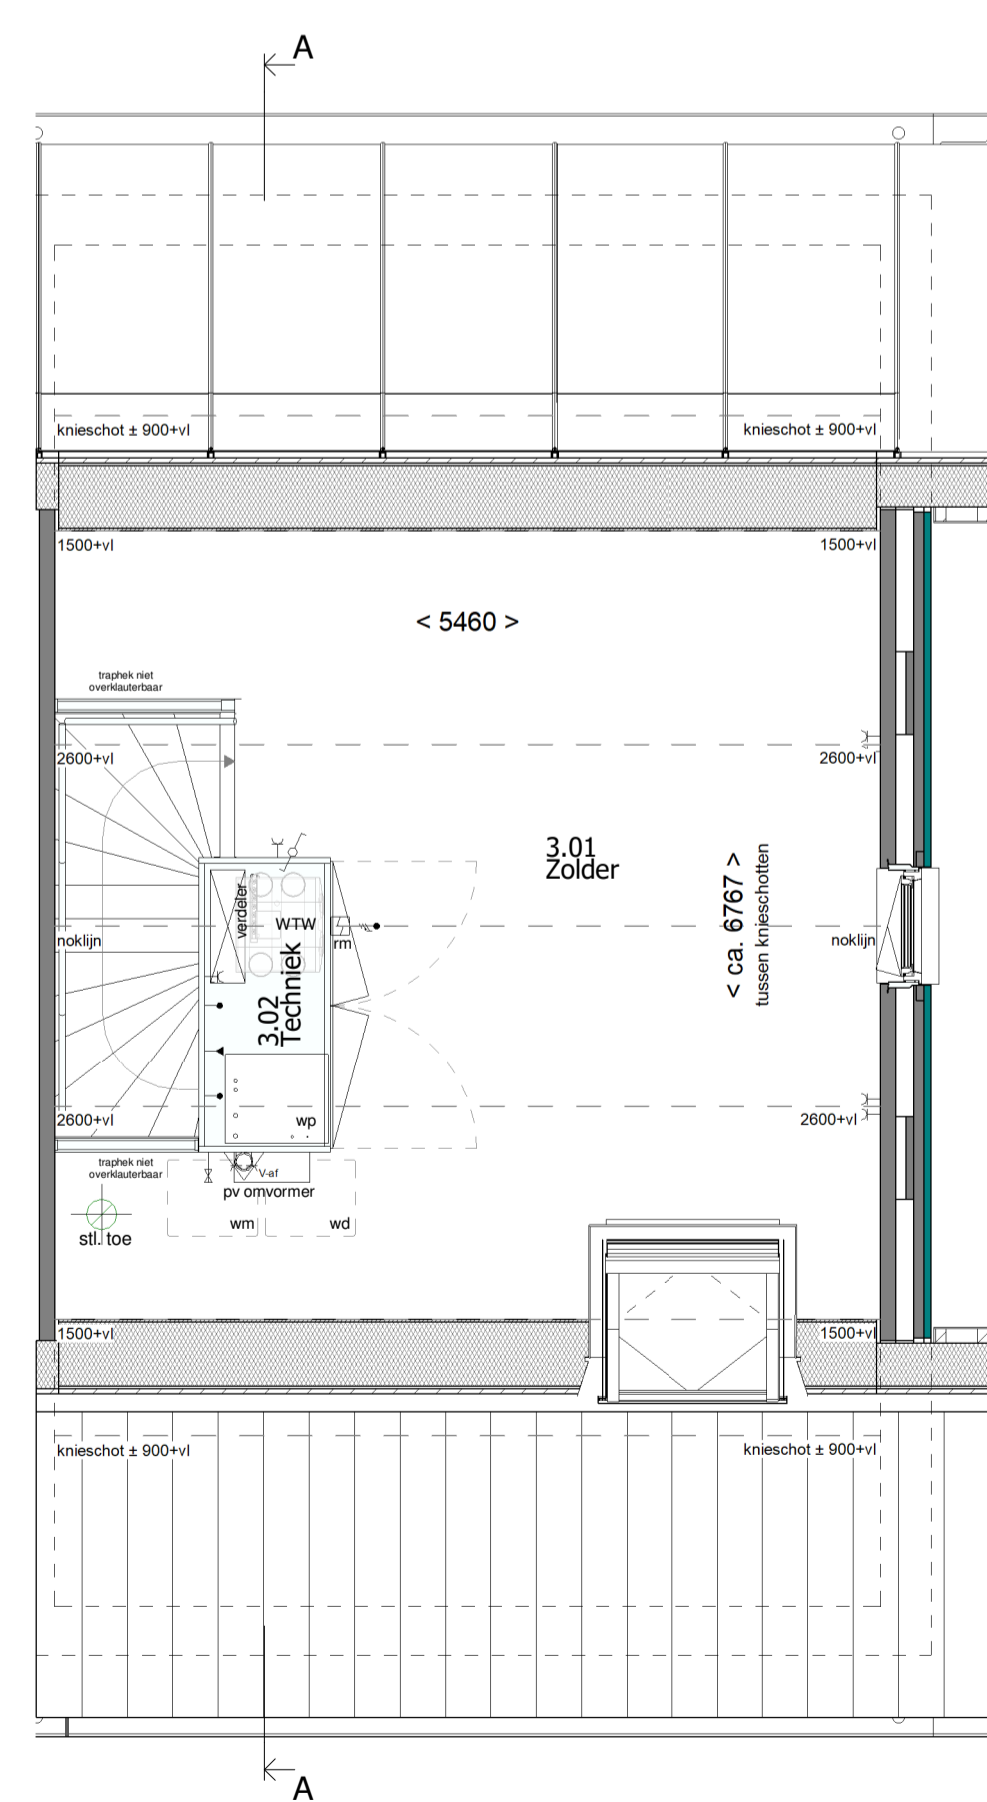 A
knieschot ± 900+vl
knieschot ± 900+vl
1500+vl
1500+vl
< 5460 >
traphek niet
overklauterbaar
2600+vl
2600+vl
3.01
Zolder
< ca. 6767 >
tussen knieschotten
verdeler
WTW
rm
noklijn
noklijn
3.02
Techniek
wp
2600+vl
2600+vl
traphek niet
overklauterbaar
V-af
pv omvormer
wm
wd
stl. toe
1500+vl
1500+vl
knieschot ± 900+vl
knieschot ± 900+vl
A